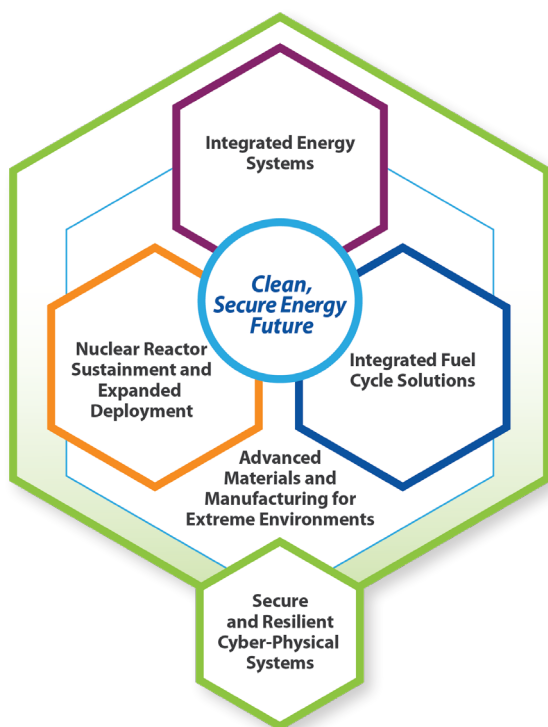 Integrated Energy
Systems
Clean,
Secure Energy
Future
Nuclear Reactor
Sustainment and
Expanded
Deployment
Integrated Fuel
Cycle Solutions
Advanced
Materials and
Manufacturing for
Extreme Environments
Secure
and Resilient
Cyber-Physical
Systems